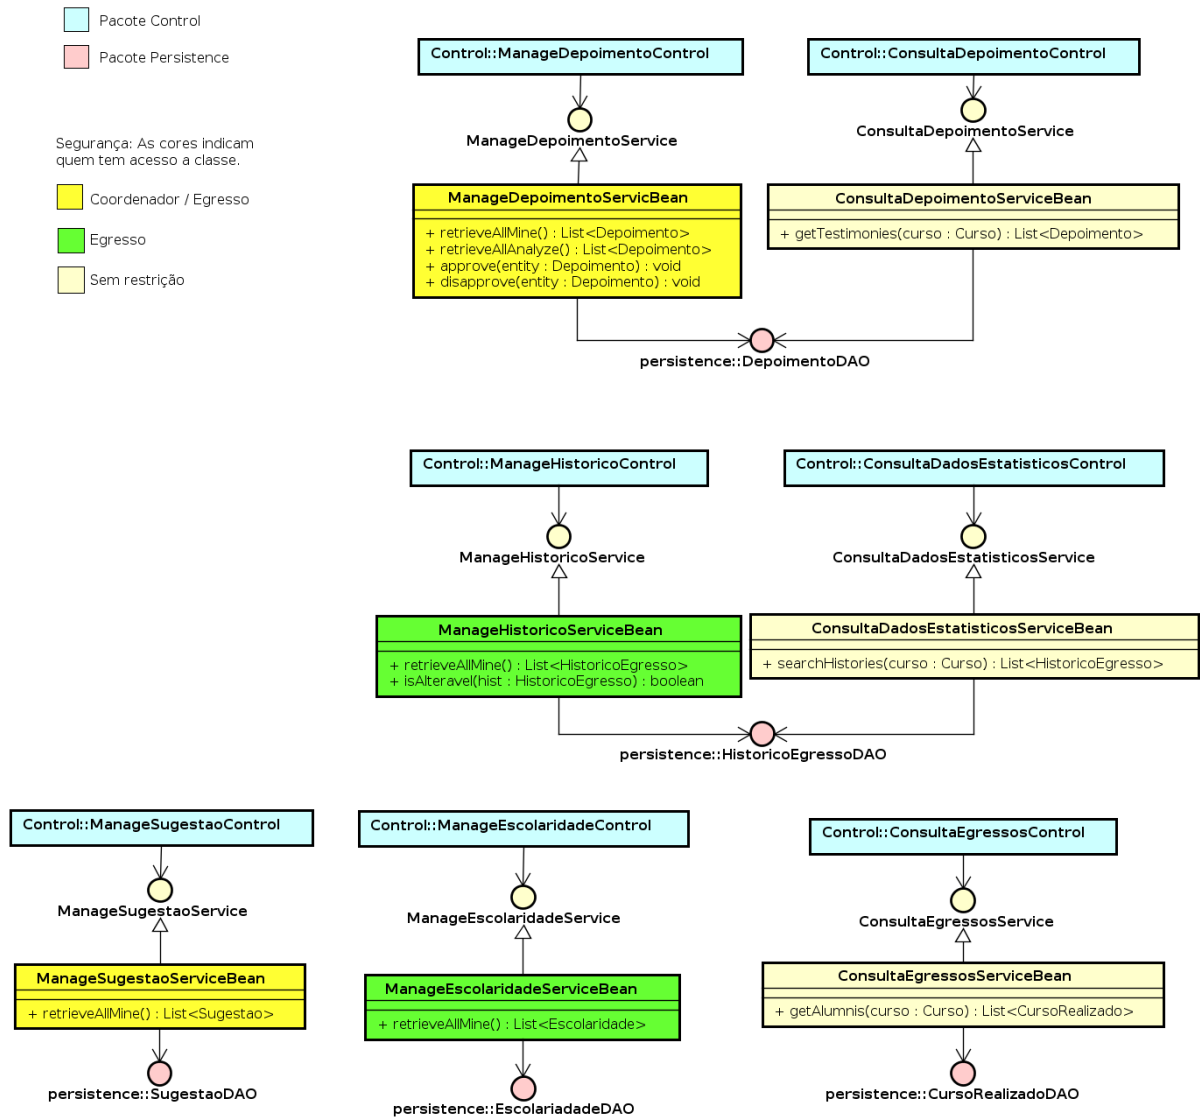 Pacote Control
Pacote Persistence
Segurança: As cores indicam
quem tem acesso a classe.
Coordenador / Egresso
Egresso
Sem restrição
Control::ManageDepoimentoControl
ManageDepoimentoService
ManageDepoimentoServicBean
+ retrieveAllMine() : List<Depoimento>
+ retrieveAllAnalyze() : List<Depoimento>
+ approve(entity : Depoimento) : void
+ disapprove(entity : Depoimento) : void
Control::ConsultaDepoimentoControl
ConsultaDepoimentoService
ConsultaDepoimentoServiceBean
+ getTestimonies(curso : Curso) : List<Depoimento>
persistence::DepoimentoDAO
Control::ManageHistoricoControl
ManageHistoricoService
ManageHistoricoServiceBean
+ retrieveAllMine() : List<HistoricoEgresso>
+ isAlteravel(hist : HistoricoEgresso) : boolean
Control::ConsultaDadosEstatisticosControl
ConsultaDadosEstatisticosService
ConsultaDadosEstatisticosServiceBean
+ searchHistories(curso : Curso) : List<HistoricoEgresso>
persistence::HistoricoEgressoDAO
Control::ManageSugestaoControl
ManageSugestaoService
ManageSugestaoServiceBean
+ retrieveAllMine() : List<Sugestao>
persistence::SugestaoDAO
Control::ManageEscolaridadeControl
ManageEscolaridadeService
ManageEscolaridadeServiceBean
+ retrieveAllMine() : List<Escolaridade>
persistence::EscolariadadeDAO
Control::ConsultaEgressosControl
ConsultaEgressosService
ConsultaEgressosServiceBean
+ getAlumnis(curso : Curso) : List<CursoRealizado>
persistence::CursoRealizadoDAO